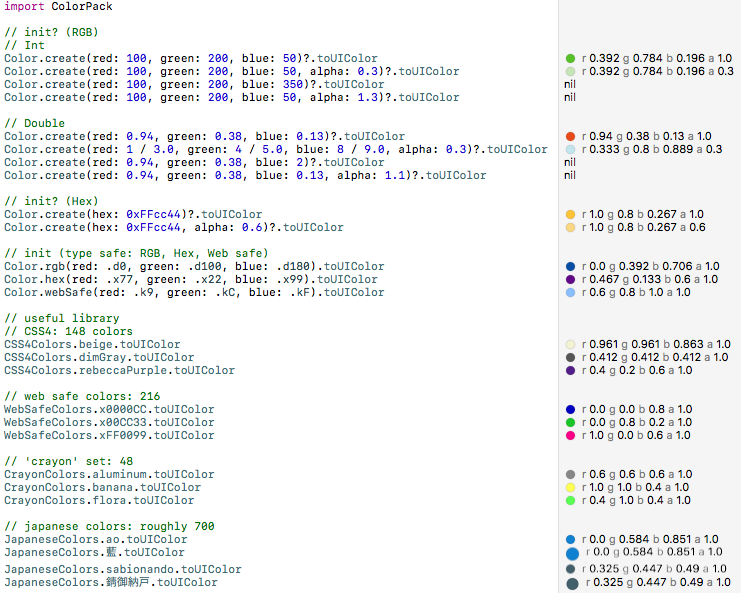 import ColorPack
// init? (RGB)
// Int
Color.create(red: 100, green: 200, blue: 50)?.toUIColor r 0.392 g 0.784 b 0.196 a 1.0
Color.create(red: 100, green: 200, blue: 50, alpha: 0.3)?.toUIColor r 0.392 g 0.784 b 0.196 a 0.3
Color.create(red: 100, green: 200, blue: 350)?.toUIColor nil
Color.create(red: 100, green: 200, blue: 50, alpha: 1.3)?.toUIColor nil
// Double
Color.create(red: 0.94, green: 0.38, blue: 0.13)?.toUIColor r 0.94 g 0.38 b 0.13 a 1.0
Color.create(red: 1 / 3.0, green: 4 / 5.0, blue: 8 / 9.0, alpha: 0.3)?.toUIColor r 0.333 g 0.8 b 0.889 a 0.3
Color.create(red: 0.94, green: 0.38, blue: 2)?.toUIColor nil
Color.create(red: 0.94, green: 0.38, blue: 0.13, alpha: 1.1)?.toUIColor nil
// init? (Hex)
Color.create(hex: 0xFFcc44)?.toUIColor r 1.0 g 0.8 b 0.267 a 1.0
Color.create(hex: 0xFFcc44, alpha: 0.6)?.toUIColor r 1.0 g 0.8 b 0.267 a 0.6
// init (type safe: RGB, Hex, Web safe)
Color.rgb(red: .d0, green: .d100, blue: .d180).toUIColor r 0.0 g 0.392 b 0.706 a 1.0
Color.hex(red: .x77, green: .x22, blue: .x99).toUIColor r 0.467 g 0.133 b 0.6 a 1.0
Color.webSafe(red: .k9, green: .kC, blue: .kF).toUIColor r 0.6 g 0.8 b 1.0 a 1.0
// useful library
// CSS4: 148 colors
CSS4Colors.beige.toUIColor r 0.961 g 0.961 b 0.863 a 1.0
CSS4Colors.dimGray.toUIColor r 0.412 g 0.412 b 0.412 a 1.0
CSS4Colors.rebeccaPurple.toUIColor r 0.4 g 0.2 b 0.6 a 1.0
// web safe colors: 216
WebSafeColors.x0000CC.toUIColor r 0.0 g 0.0 b 0.8 a 1.0
WebSafeColors.x00CC33.toUIColor r 0.0 g 0.8 b 0.2 a 1.0
WebSafeColors.xFF0099.toUIColor r 1.0 g 0.0 b 0.6 a 1.0
// 'crayon' set: 48
CrayonColors.aluminum.toUIColor r 0.6 g 0.6 b 0.6 a 1.0
CrayonColors.banana.toUIColor r 1.0 g 1.0 b 0.4 a 1.0
CrayonColors.flora.toUIColor r 0.4 g 1.0 b 0.4 a 1.0
// japanese colors: roughly 700
JapaneseColors.ao.toUIColor r 0.0 g 0.584 b 0.851 a 1.0
JapaneseColors.藍.toUIColor r 0.0 g 0.584 b 0.851 a 1.0
JapaneseColors.sabionando.toUIColor r 0.325 g 0.447 b 0.49 a 1.0
JapaneseColors.錆御納戸.toUIColor r 0.325 g 0.447 b 0.49 a 1.0